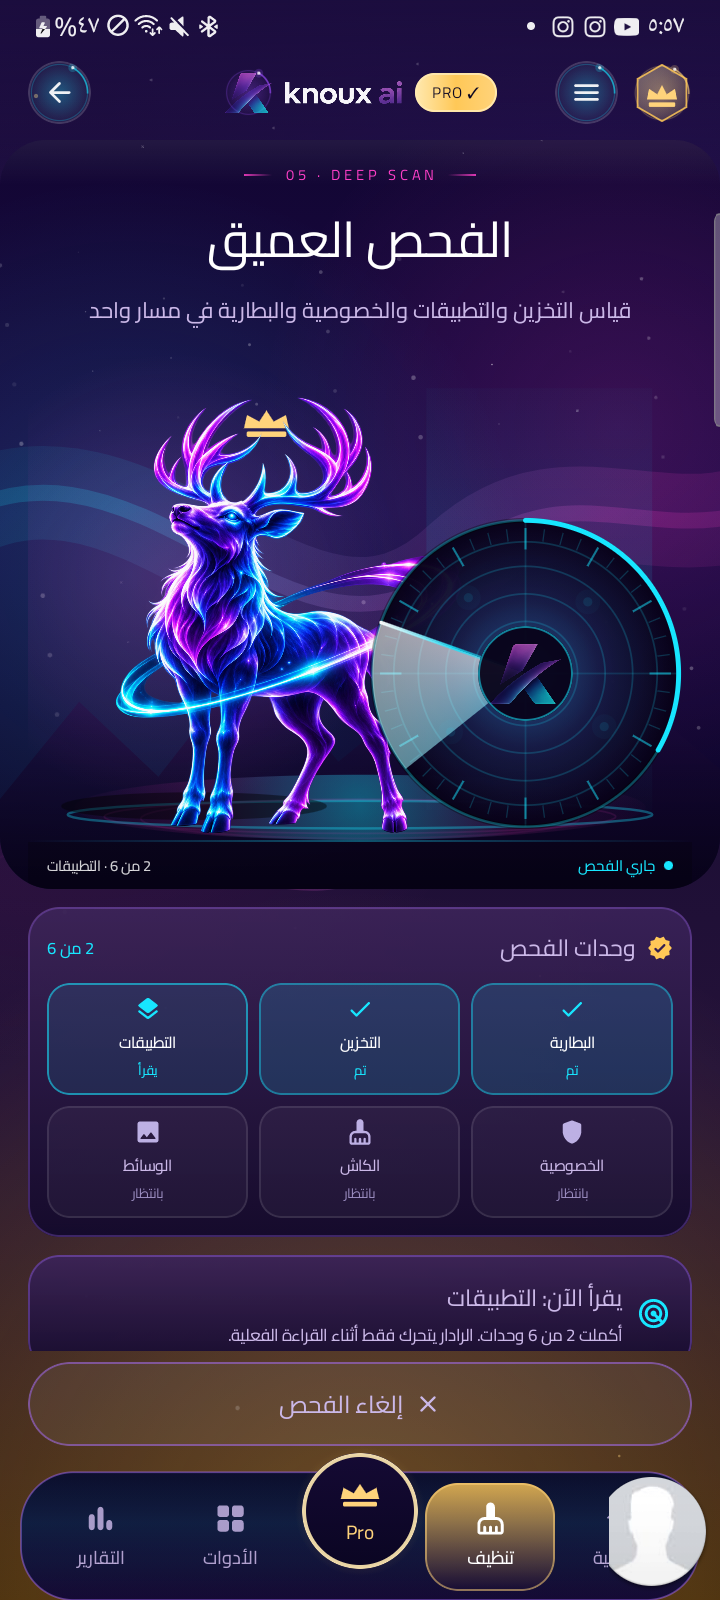 %٤٧
٥:٥٧
knoux ai
PRO ✓
05 · DEEP SCAN
الفحص العميق
قياس التخزين والتطبيقات والخصوصية والبطارية في مسار واحد
جاري الفحص
2 من 6 · التطبيقات
وحدات الفحص
2 من 6
البطارية
تم
التخزين
تم
التطبيقات
يقرأ
الخصوصية
بانتظار
الكاش
بانتظار
الوسائط
بانتظار
يقرأ الآن: التطبيقات
أكملت 2 من 6 وحدات. الرادار يتحرك فقط أثناء القراءة الفعلية.
إلغاء الفحص
تنظيف
Pro
الأدوات
التقارير